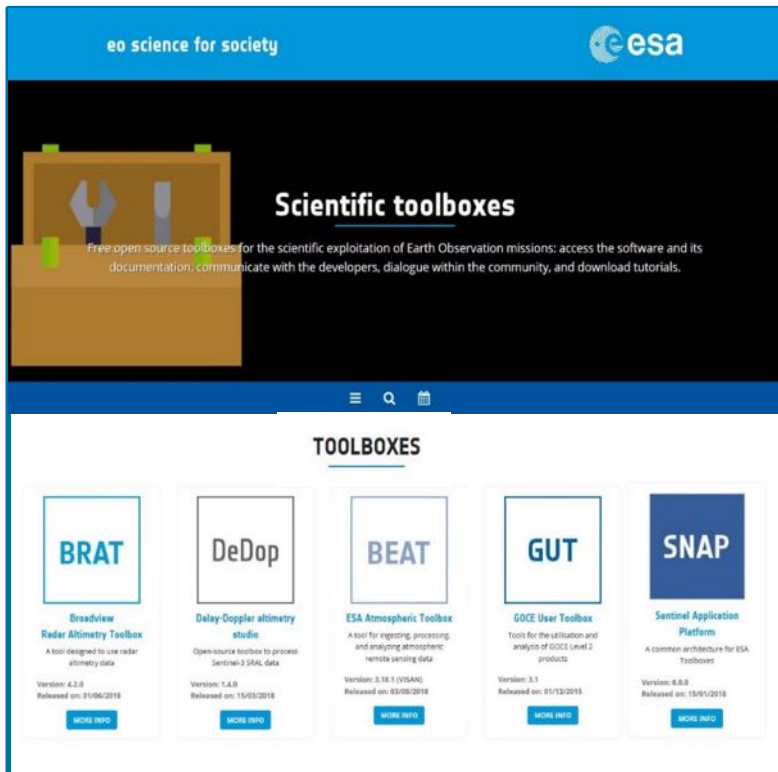 eo science for society
esa
Scientific toolboxes
Free open source toolboxes for the scientific exploitation of Earth Observation missions: access the software and its
documentation, communicate with the developers, dialogue within the community, and download tutorials.
TOOLBOXES
BRAT
Broadview
Radar Altimetry Toolbox
A tool designed to use radar
altimetry data
Version: 4.2.0
Released on: 01/06/2018
MORE INFO
DeDop
Delay-Doppler altimetry
studio
Open-source toolbox to process
Sentinel-3 SRAL data
Version: 1.4.0
Released on: 15/03/2018
MORE INFO
BEAT
ESA Atmospheric Toolbox
A tool for ingesting, processing,
and analyzing atmospheric
remote sensing data
Version: 3.18.1 (VISAN)
Released on: 03/08/2018
MORE INFO
GUT
GOCE User Toolbox
Tools for the utilisation and
analysis of GOCE Level 2
products
Version: 3.1
Released on: 01/12/2015
MORE INFO
SNAP
Sentinel Application
Platform
A common architecture for ESA
Toolboxes
Version: 6.0.0
Released on: 15/01/2018
MORE INFO